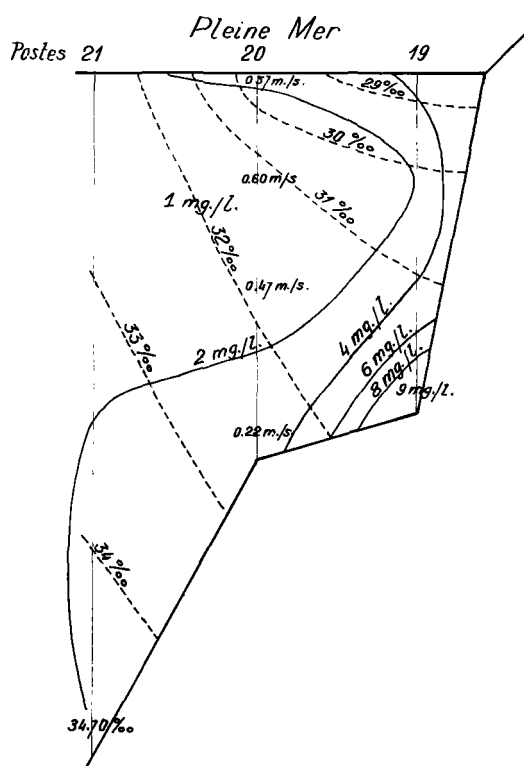 Pleine Mer
Postes 21 20 19
0.57 m/s.
29‰
30‰
0.60 m/s
31‰
1 mg./l.
32‰
0.47 m/s.
33‰
2 mg./l.
4 mg./l.
6 mg./l.
8 mg./l.
9 mg./l.
0.22 m/s
34‰
34.70‰